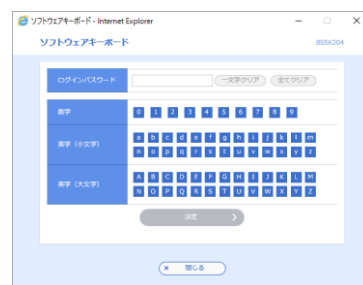 ソフトウェアキーボード - Internet Explorer
ソフトウェアキーボード
BSSK204
ログインパスワード
一文字クリア
全てクリア
数字
0 1 2 3 4 5 6 7 8 9
英字（小文字）
a b c d e f g h i j k l m
n o p q r s t u v w x y z
英字（大文字）
A B C D E F G H I J K L M
N O P Q R S T U V W X Y Z
決定
× 閉じる